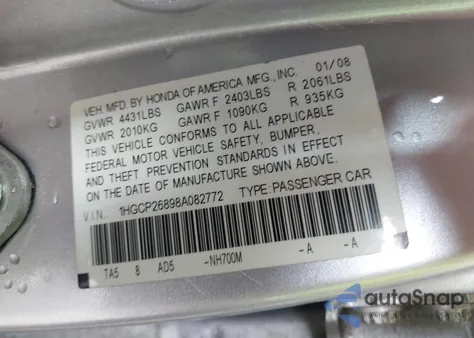 VEH. MFD. BY HONDA OF AMERICA MFG., INC. 01/08
GVWR 4431LBS GAWR F 2403LBS R 2061LBS
GVWR 2010KG GAWR F 1090KG R 935KG
THIS VEHICLE CONFORMS TO ALL APPLICABLE
FEDERAL MOTOR VEHICLE SAFETY, BUMPER,
AND THEFT PREVENTION STANDARDS IN EFFECT
ON THE DATE OF MANUFACTURE SHOWN ABOVE.
V.I.N.: 1HGCP26898A082772 TYPE: PASSENGER CAR
TA5 8 AD5 -NH700M -A -A
autoSnap